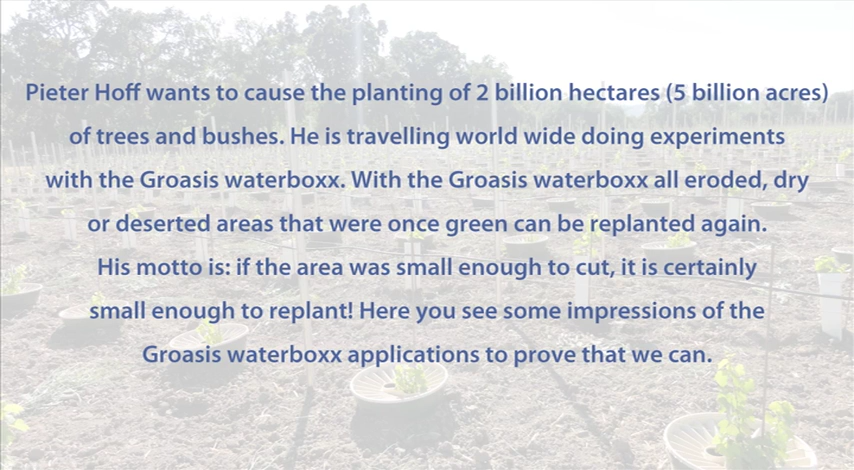 Pieter Hoff wants to cause the planting of 2 billion hectares (5 billion acres)
of trees and bushes. He is travelling world wide doing experiments
with the Groasis waterboxx. With the Groasis waterboxx all eroded, dry
or deserted areas that were once green can be replanted again.
His motto is: if the area was small enough to cut, it is certainly
small enough to replant! Here you see some impressions of the
Groasis waterboxx applications to prove that we can.